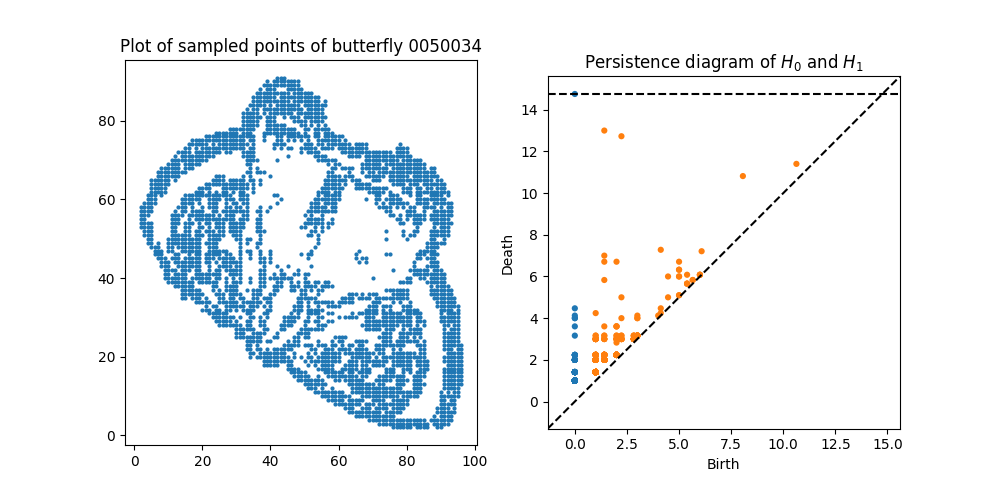 Plot of sampled points of butterfly 0050034
80
60
40
20
0
0 20 40 60 80 100
Persistence diagram of H₀ and H₁
14
12
10
8
6
4
2
0
Death
0.0 2.5 5.0 7.5 10.0 12.5 15.0
Birth